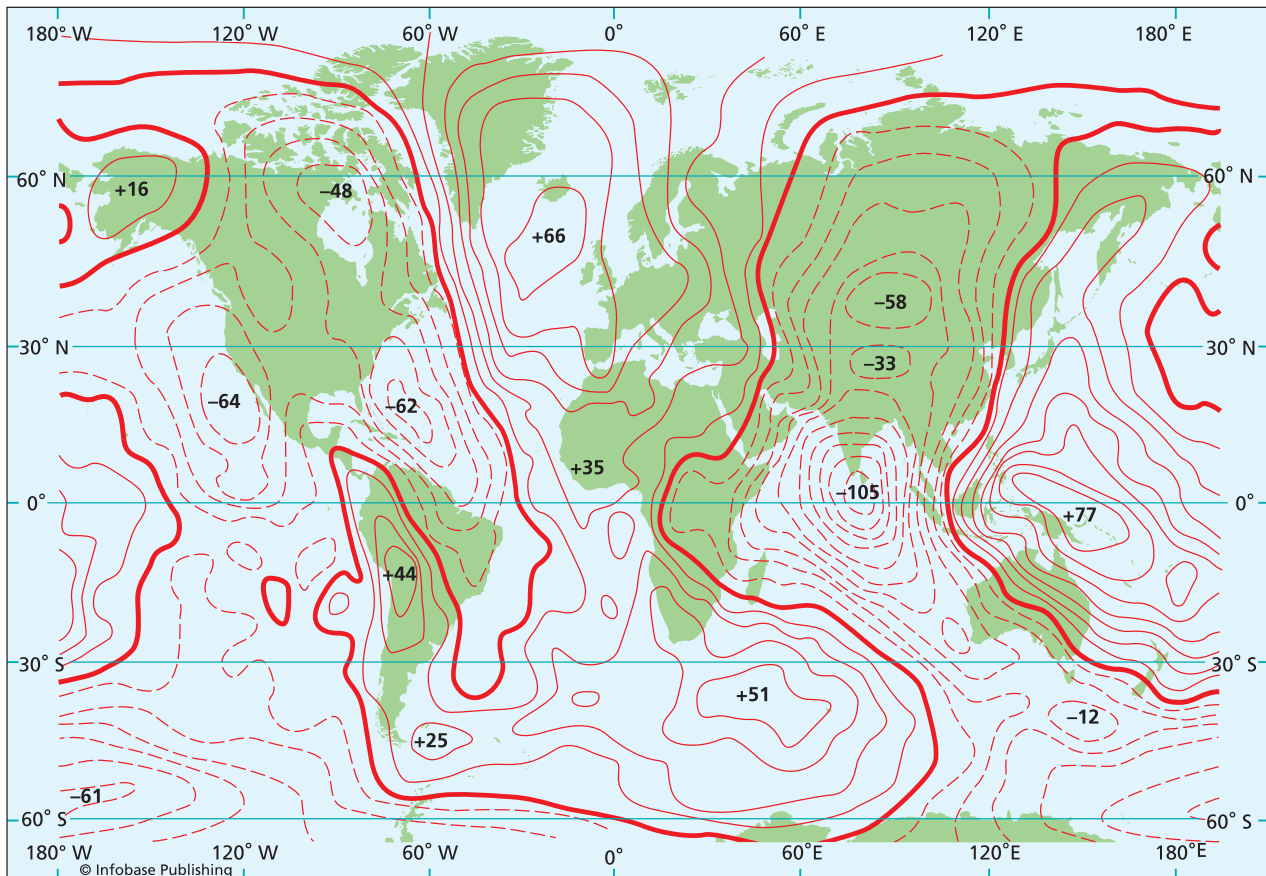 180° W 120° W 60° W 0° 60° E 120° E 180° E
60° N +16 −48 60° N
+66
−58
30° N −33 30° N
−64 −62
+35
0° −105 0°
+77
+44
30° S 30° S
+51
−12
+25
−61
60° S 60° S
180° W 120° W 60° W 0° 60° E 120° E 180°E
© Infobase Publishing